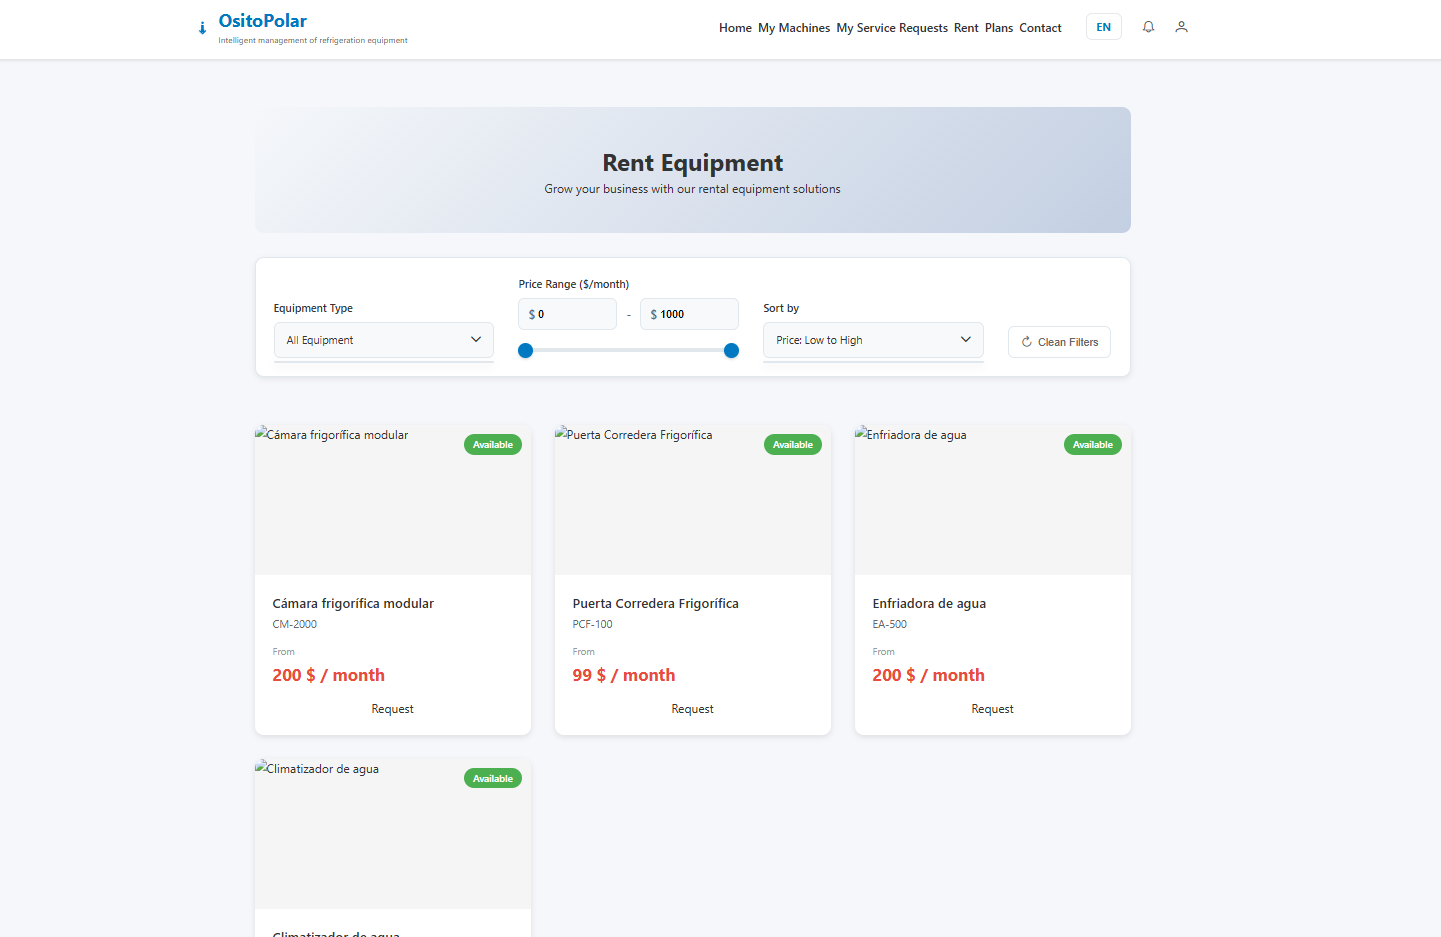 OsitoPolar
Intelligent management of refrigeration equipment
Home My Machines My Service Requests Rent Plans Contact
EN
Rent Equipment
Grow your business with our rental equipment solutions
Equipment Type
All Equipment
Price Range ($/month)
$ 0 - $ 1000
Sort by
Price: Low to High
Clean Filters
Cámara frigorífica modular
Available
Cámara frigorífica modular
CM-2000
From
200 $ / month
Request
Puerta Corredera Frigorífica
Available
Puerta Corredera Frigorífica
PCF-100
From
99 $ / month
Request
Enfriadora de agua
Available
Enfriadora de agua
EA-500
From
200 $ / month
Request
Climatizador de agua
Available
Climatizador de agua